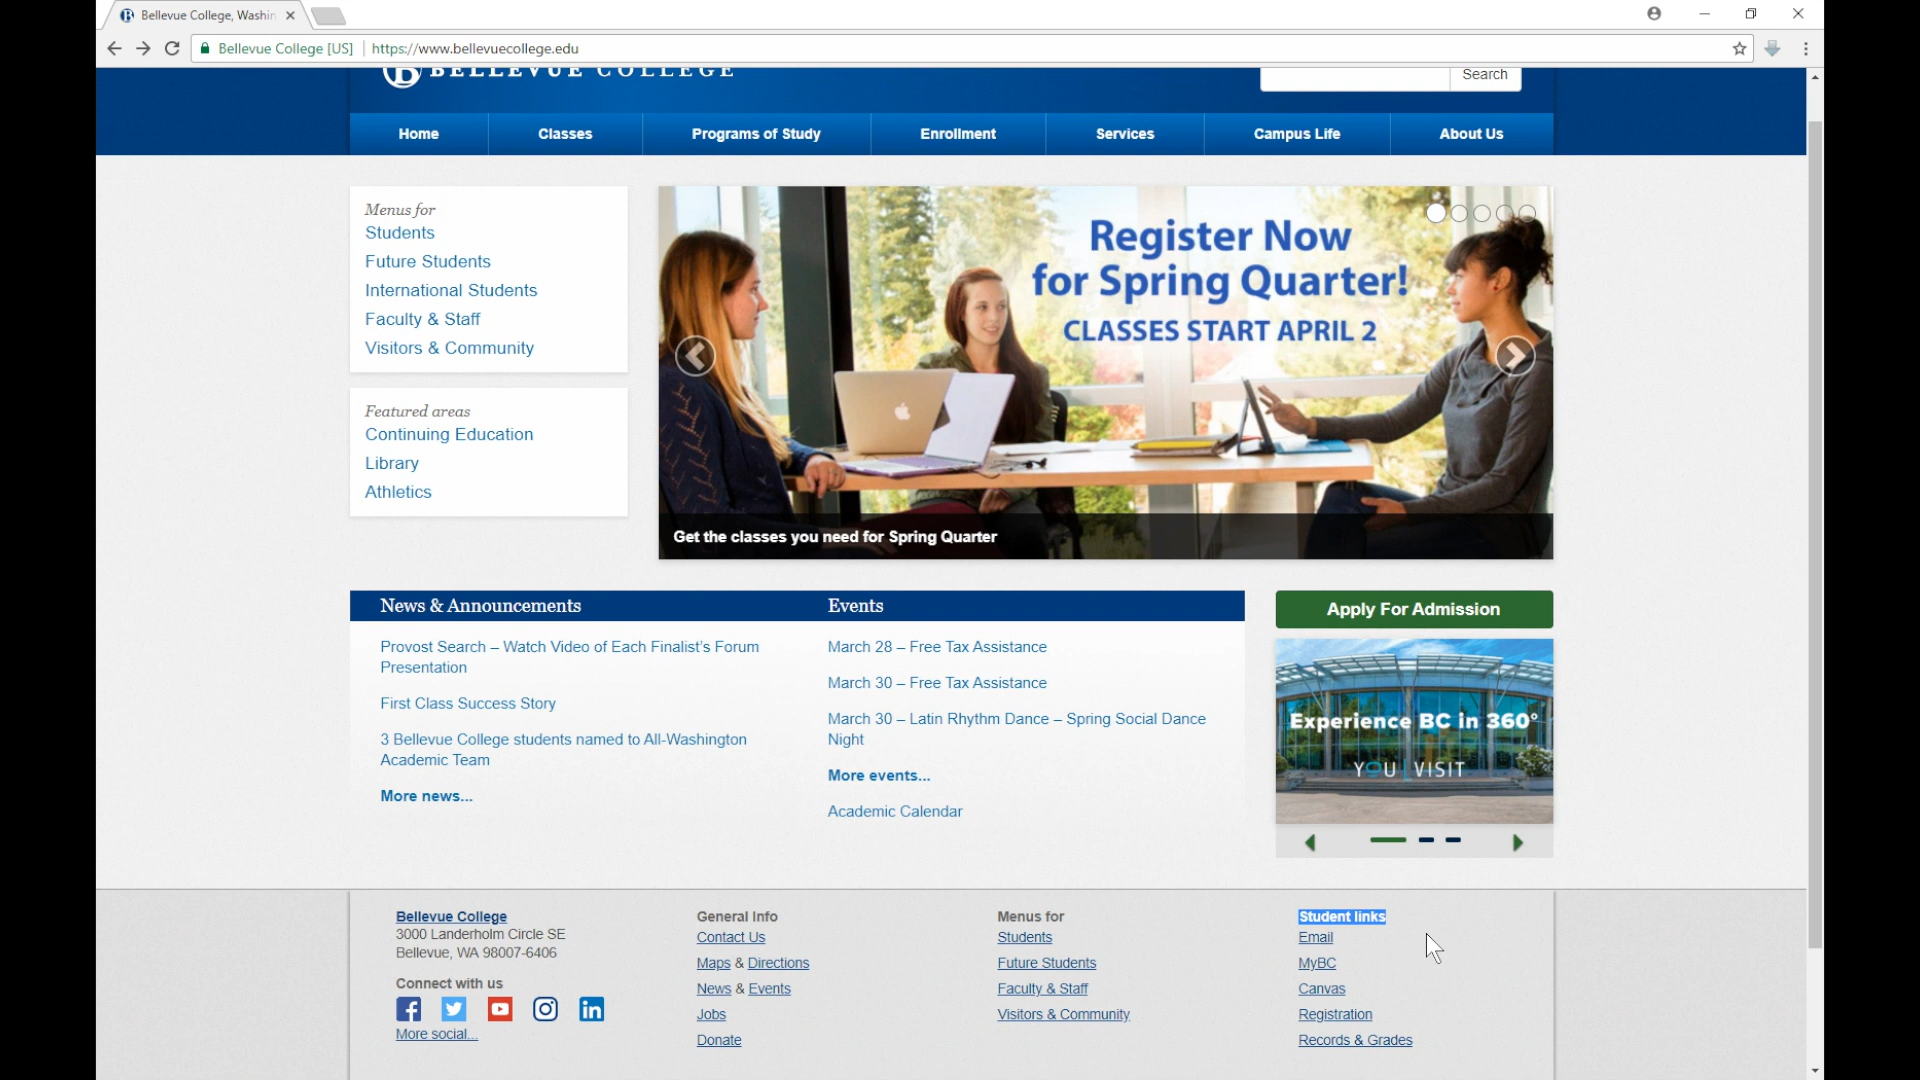 Bellevue College, Washin
Bellevue College [US] https://www.bellevuecollege.edu
BELLEVUE COLLEGE
Search
Home Classes Programs of Study Enrollment Services Campus Life About Us
Menus for
Students
Future Students
International Students
Faculty & Staff
Visitors & Community
Featured areas
Continuing Education
Library
Athletics
Register Now
for Spring Quarter!
CLASSES START APRIL 2
Get the classes you need for Spring Quarter
News & Announcements
Provost Search – Watch Video of Each Finalist's Forum
Presentation
First Class Success Story
3 Bellevue College students named to All-Washington
Academic Team
More news...
Events
March 28 – Free Tax Assistance
March 30 – Free Tax Assistance
March 30 – Latin Rhythm Dance – Spring Social Dance
Night
More events...
Academic Calendar
Apply For Admission
Experience BC in 360°
YOU VISIT
Bellevue College
3000 Landerholm Circle SE
Bellevue, WA 98007-6406
Connect with us
More social...
General Info
Contact Us
Maps & Directions
News & Events
Jobs
Donate
Menus for
Students
Future Students
Faculty & Staff
Visitors & Community
Student links
Email
MyBC
Canvas
Registration
Records & Grades